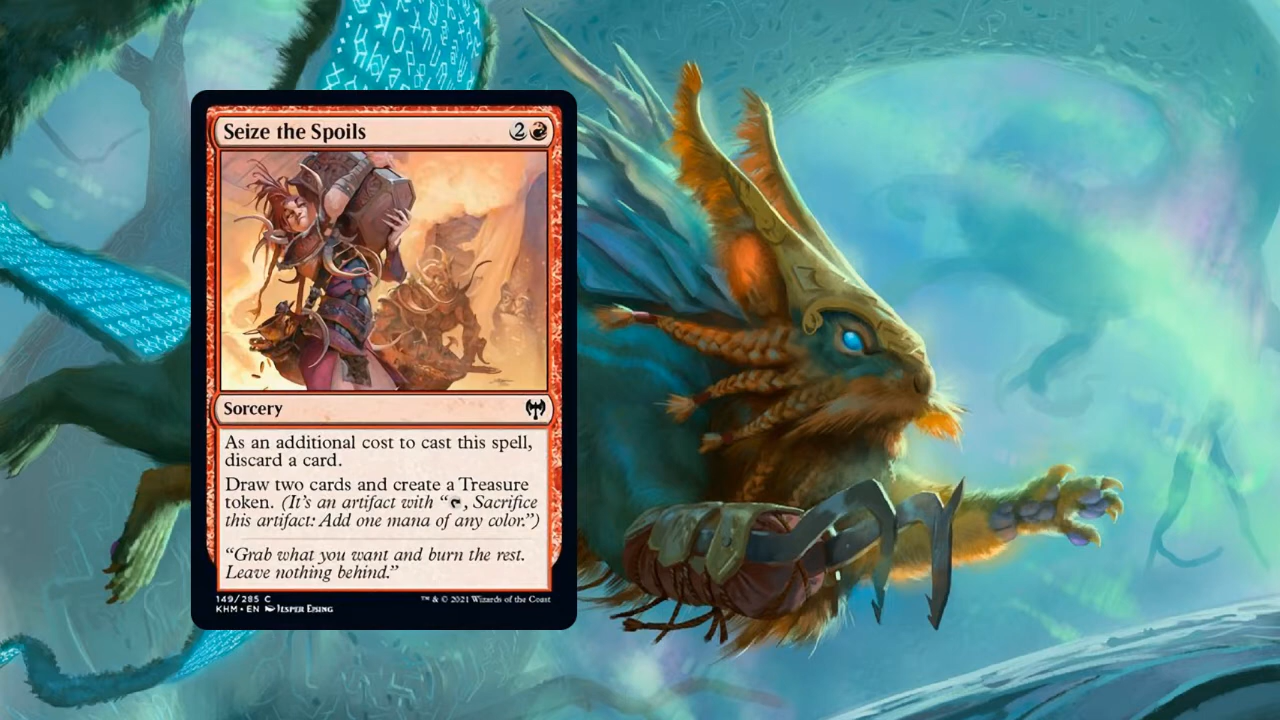 Seize the Spoils 2
Sorcery
As an additional cost to cast this spell,
discard a card.
Draw two cards and create a Treasure
token. (It’s an artifact with “, Sacrifice
this artifact: Add one mana of any color.”)
“Grab what you want and burn the rest.
Leave nothing behind.”
149/285 C
KHM • EN Jesper Ejsing
™ & © 2021 Wizards of the Coast